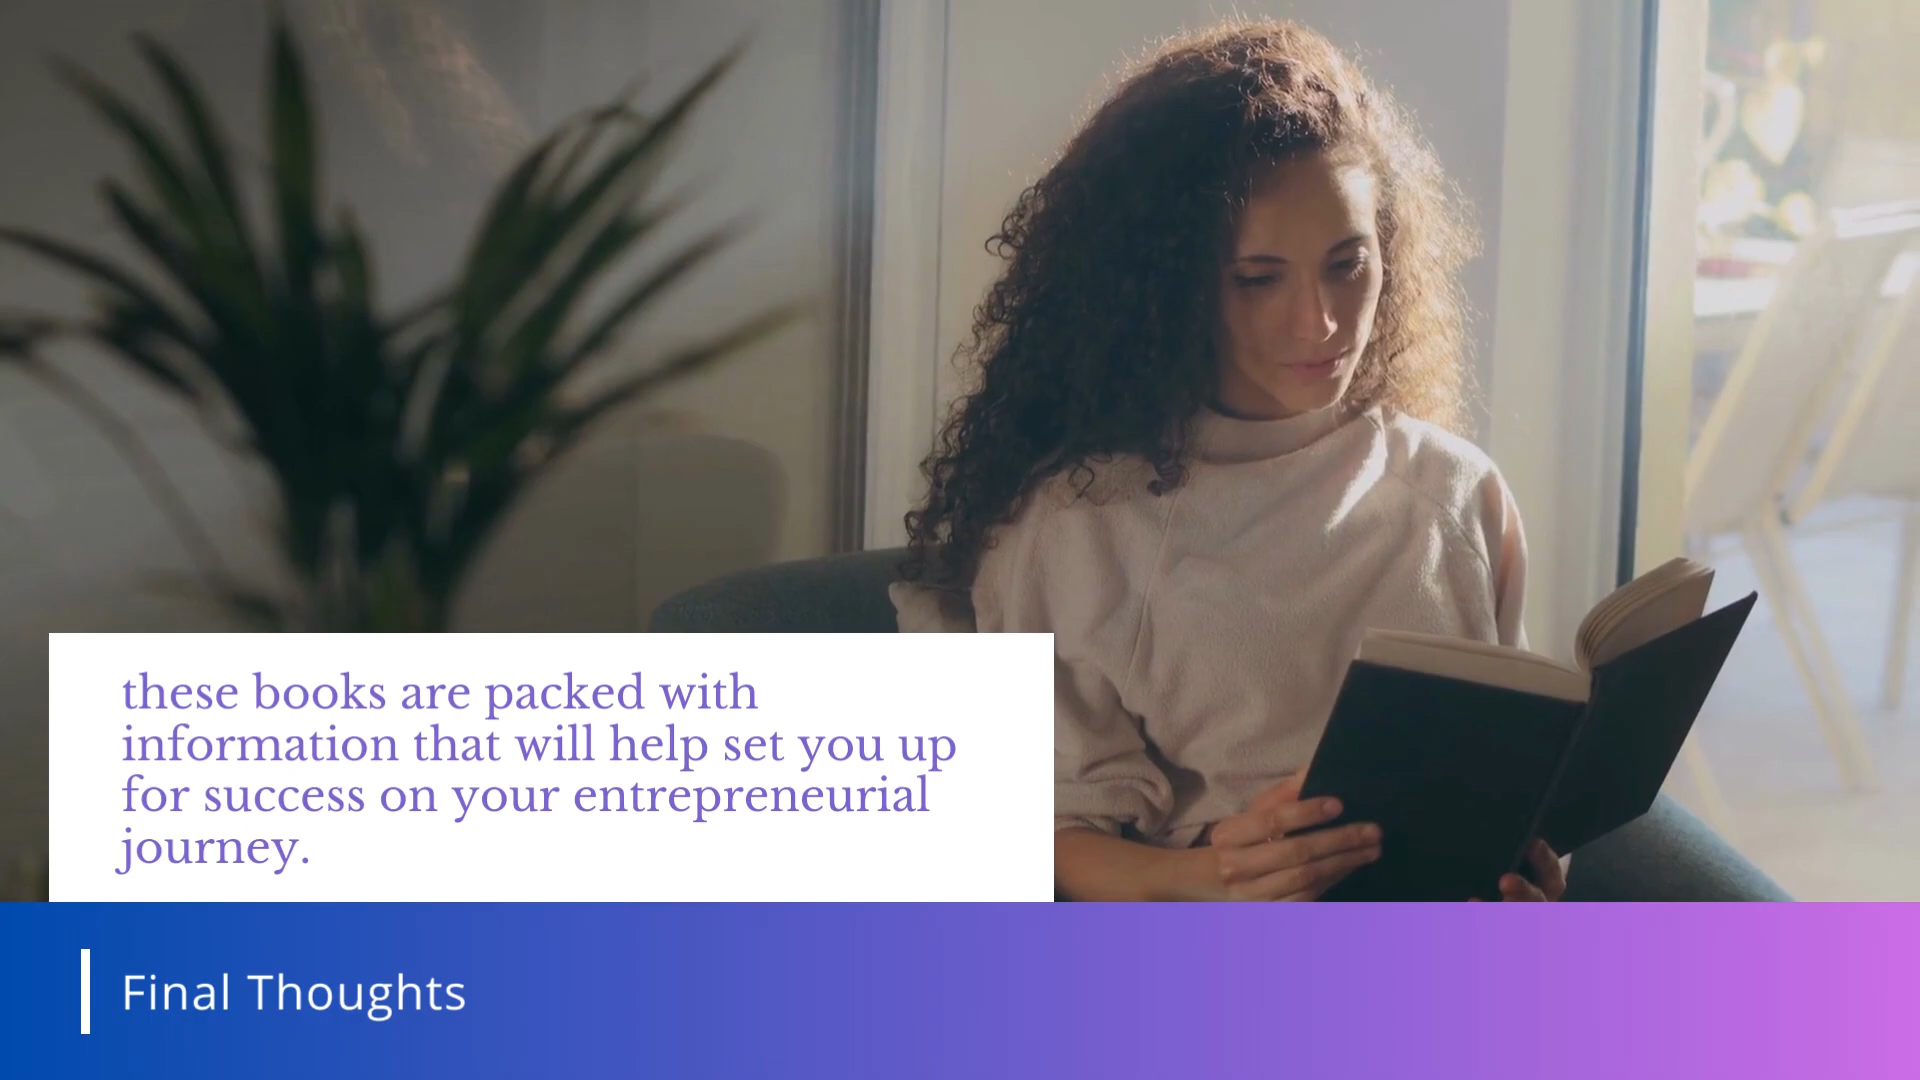 these books are packed with
information that will help set you up
for success on your entrepreneurial
journey.
Final Thoughts